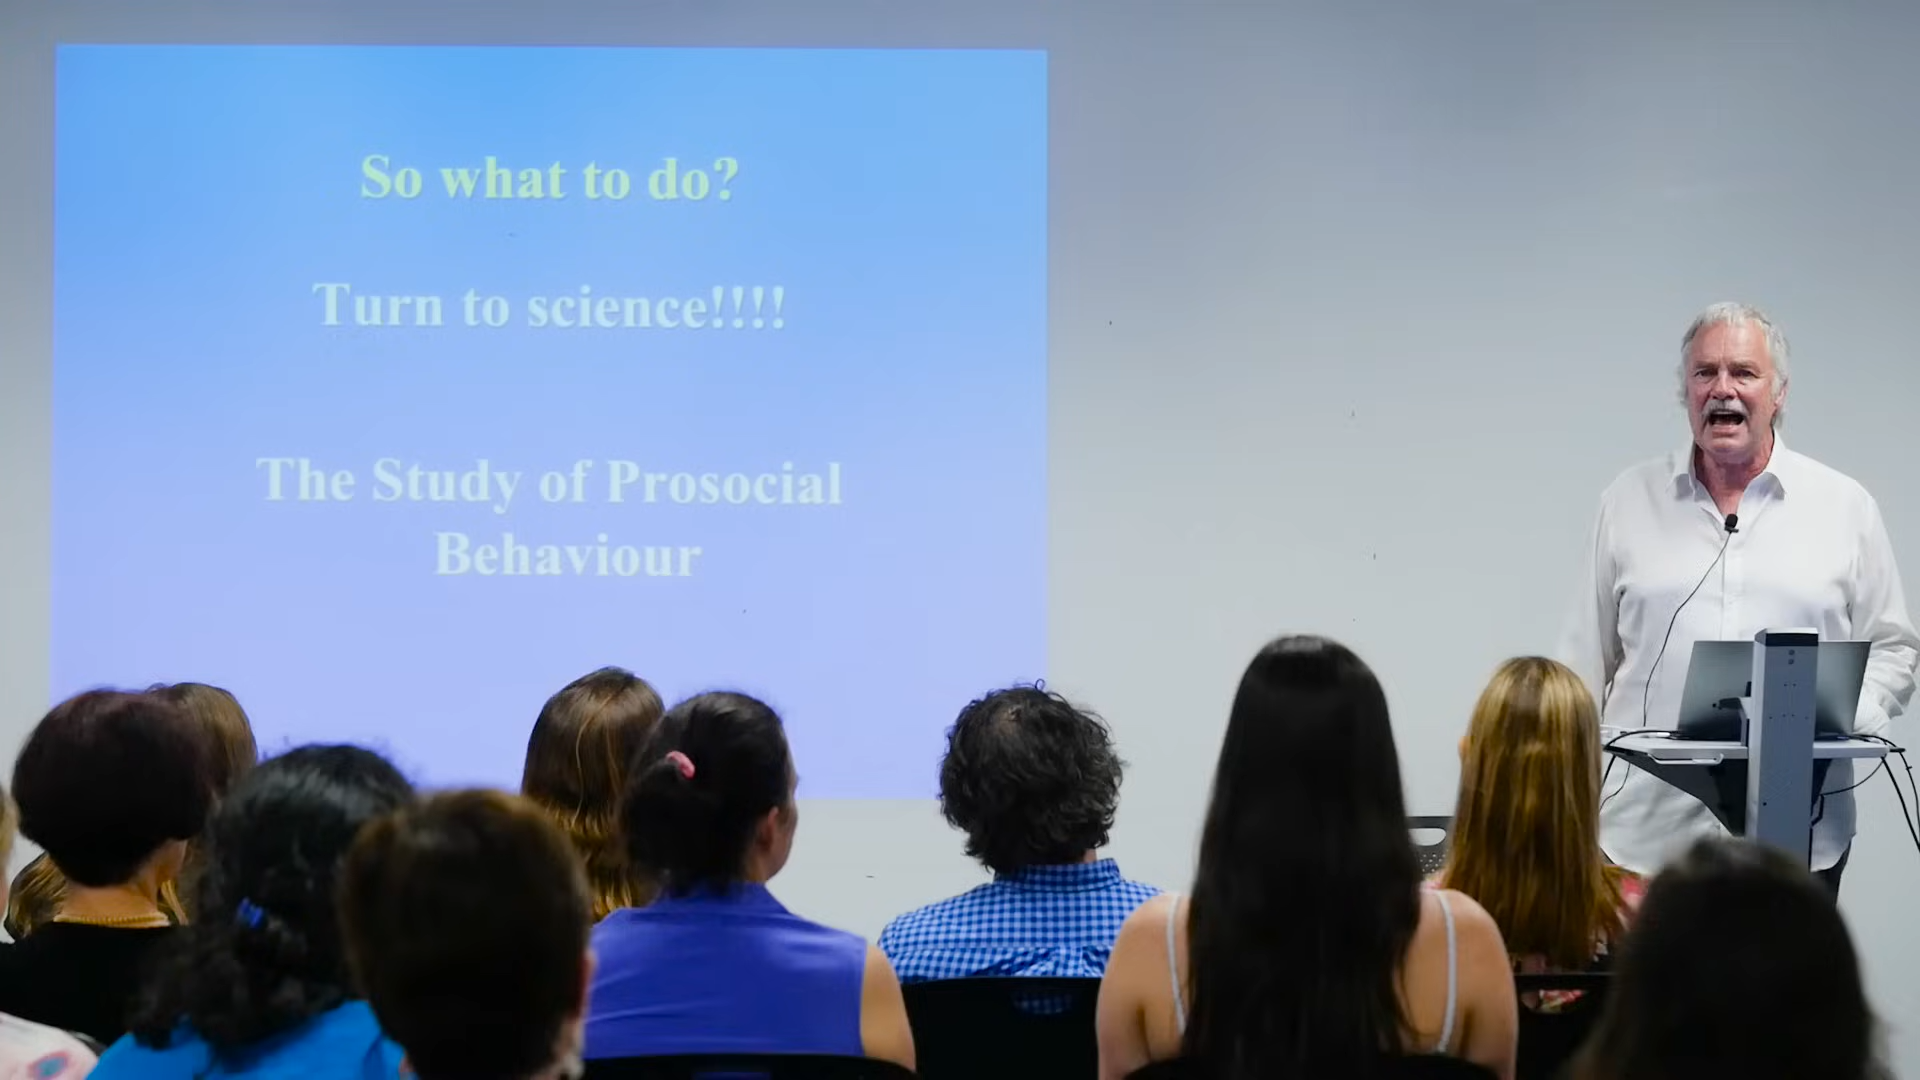 So what to do?
Turn to science!!!!
The Study of Prosocial
Behaviour